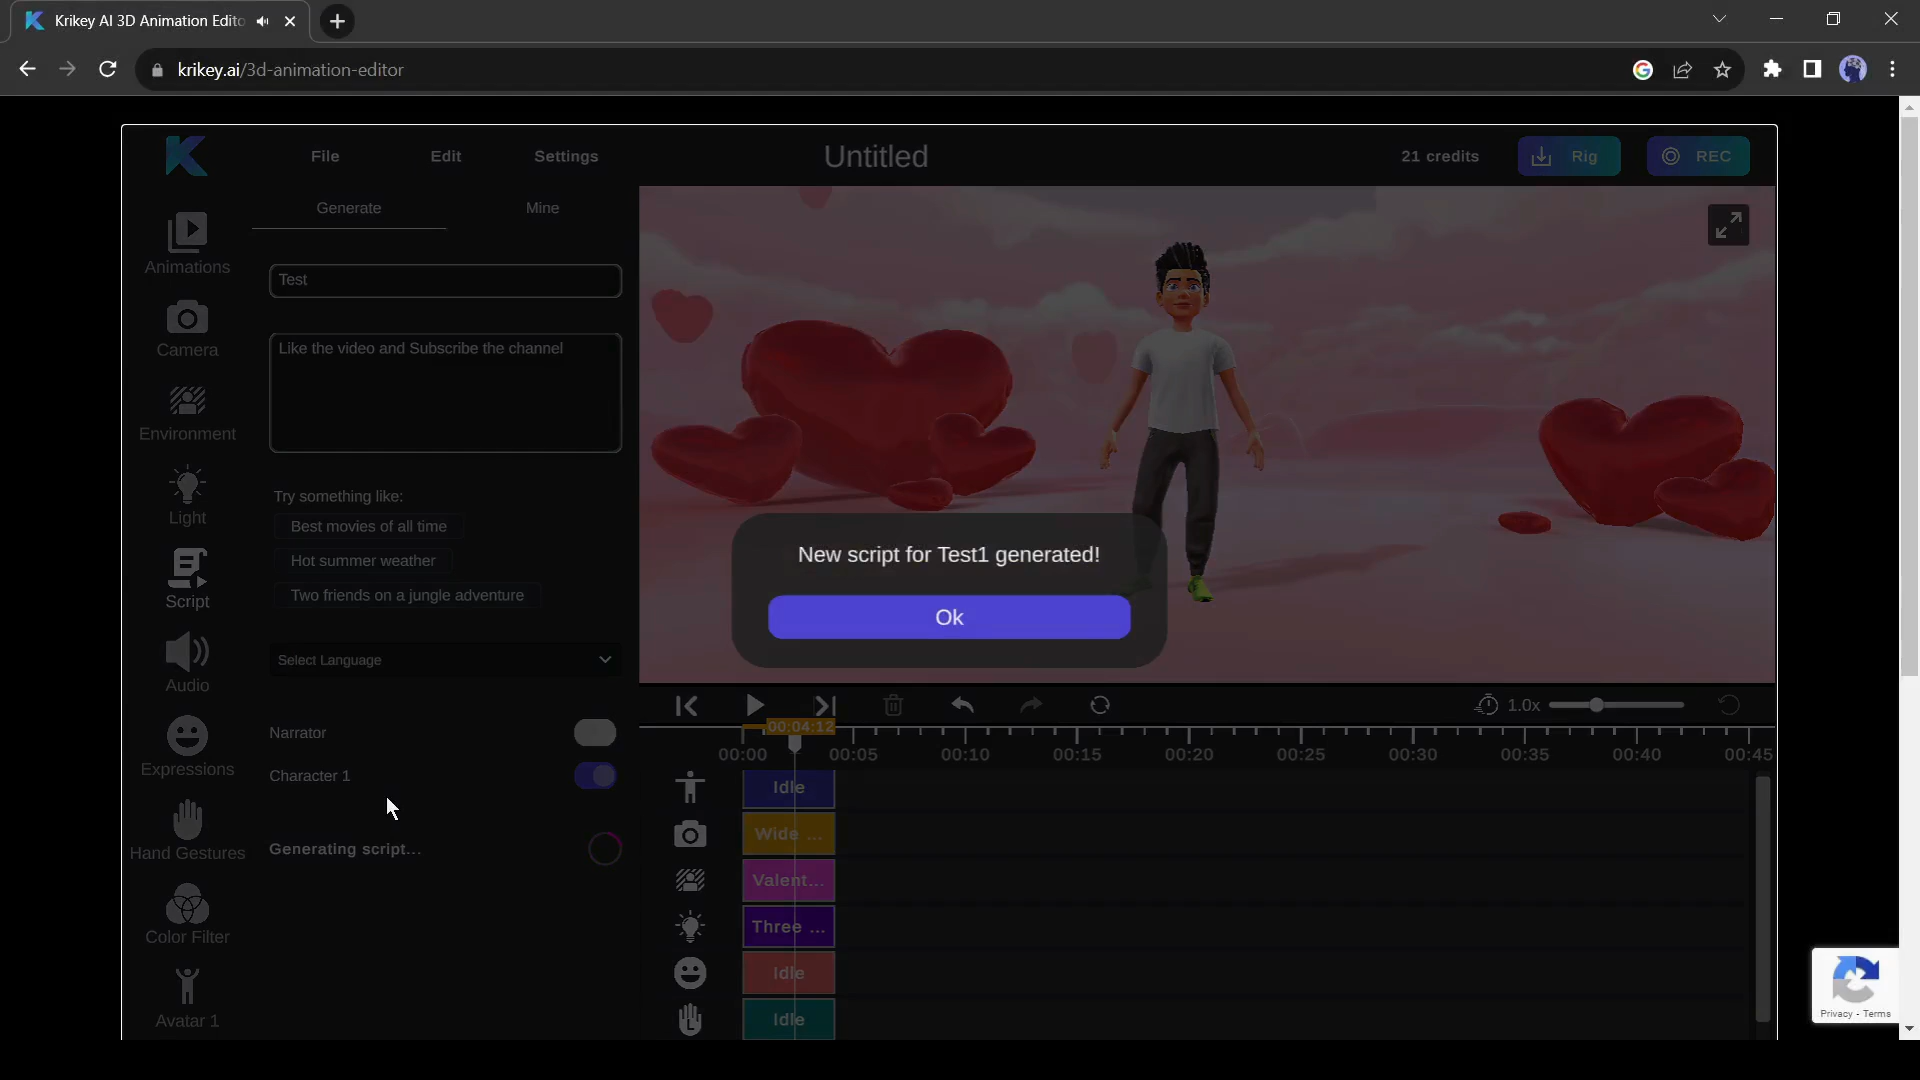 Krikey AI 3D Animation Edito
krikey.ai/3d-animation-editor
File
Edit
Settings
Untitled
21 credits
Rig
REC
Generate
Mine
Animations
Camera
Environment
Light
Script
Audio
Expressions
Hand Gestures
Color Filter
Avatar 1
Test
Like the video and Subscribe the channel
Try something like:
Best movies of all time
Hot summer weather
Two friends on a jungle adventure
Select Language
Narrator
Character 1
Generating script...
New script for Test1 generated!
Ok
1.0x
00:04:12
00:00
00:05
00:10
00:15
00:20
00:25
00:30
00:35
00:40
00:45
Idle
Wide ...
Valent...
Three ...
Idle
L
Idle
Privacy - Terms